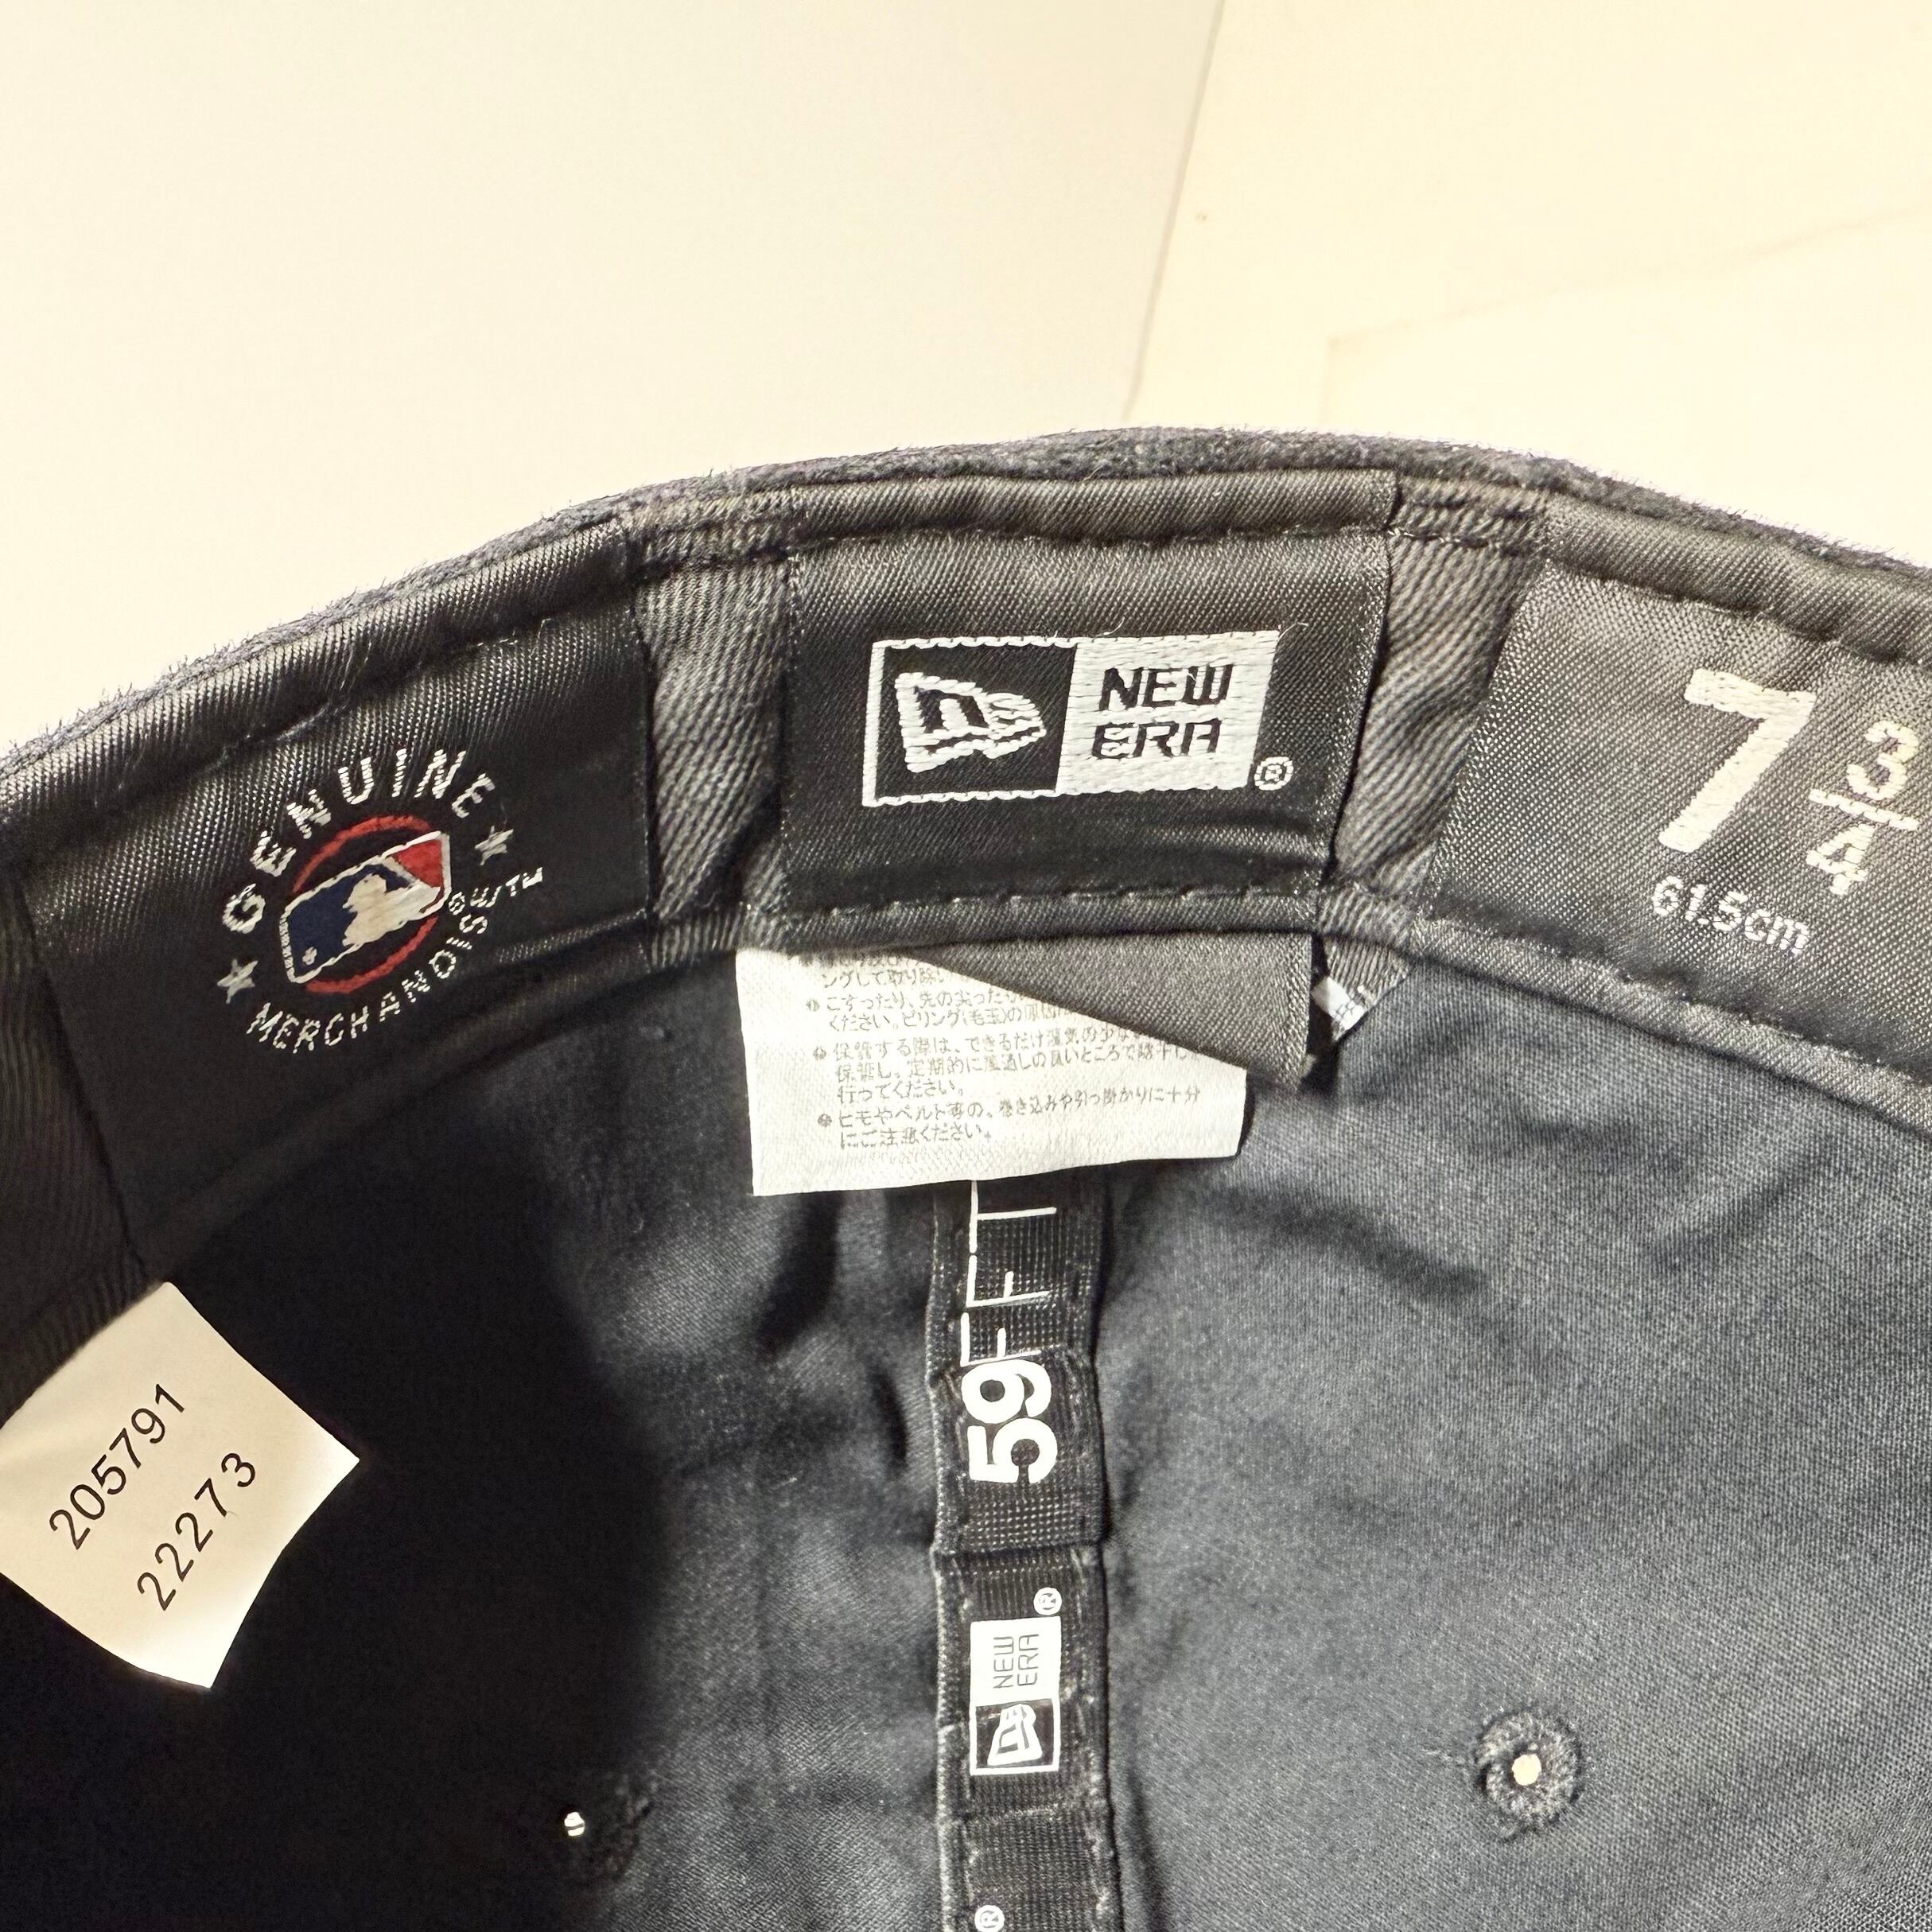 GENUINE
MERCHANDISE™
NEW
ERA
®
7 3/4
61.5cm
ングして取り除
こすったり、先の尖った
ください。ピリング(毛玉)の
保管する際は、できるだけ湿気の少な
保証し、定期的に風通しの良いところで陰干し
行ってください。
ヒモやベルト等の、巻き込みや引っ掛かりに十分
にご注意ください。
59FIFT
NEW
ERA
®
®
205791
22273